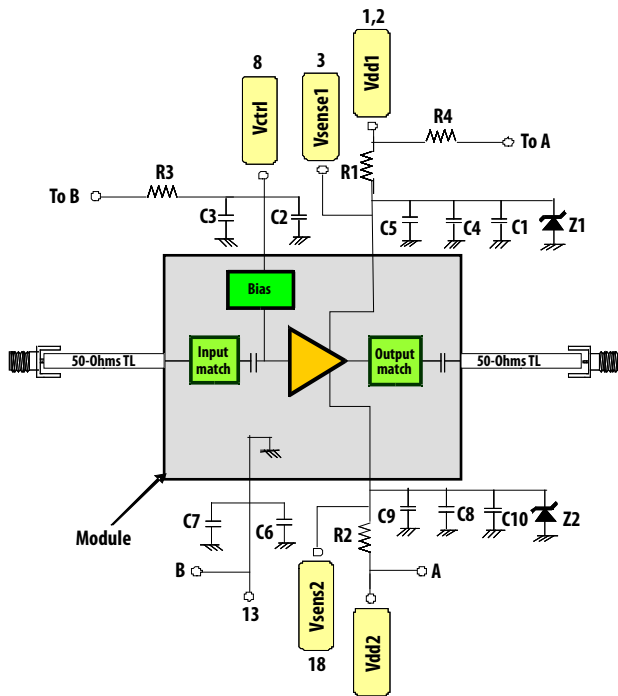 1,2
Vdd1
3
Vsense1
8
Vctrl
R4
To A
R1
R3
To B
C3
C2
C5
C4
C1
Z1
Bias
Input
match
Output
match
50-Ohms TL
50-Ohms TL
Module
C7
C6
R2
C9
C8
C10
Z2
B
A
13
Vsens2
18
Vdd2